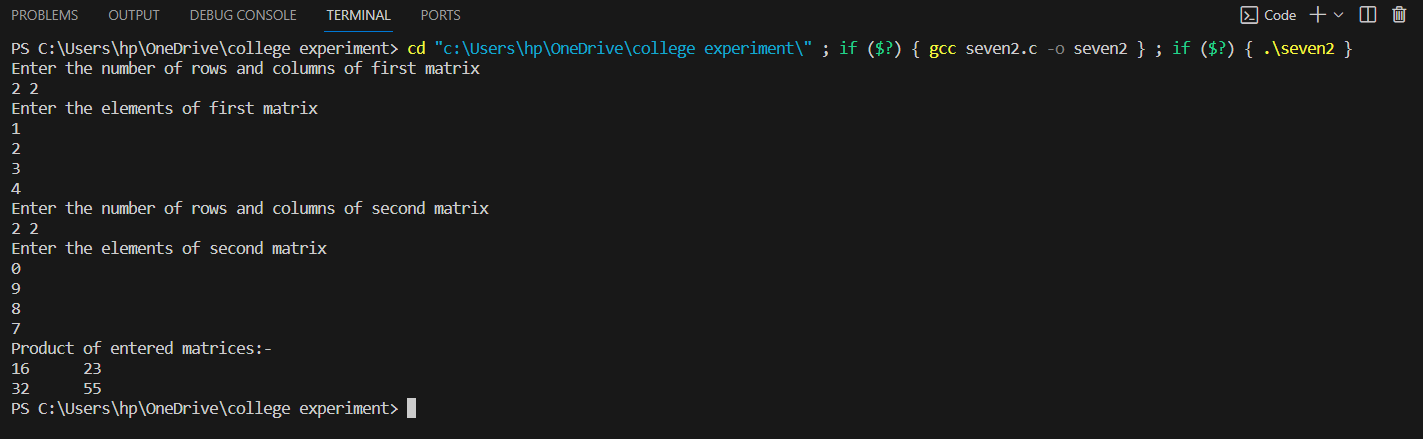 PROBLEMS OUTPUT DEBUG CONSOLE TERMINAL PORTS Code
PS C:\Users\hp\OneDrive\college experiment> cd "c:\Users\hp\OneDrive\college experiment\" ; if ($?) { gcc seven2.c -o seven2 } ; if ($?) { .\seven2 }
Enter the number of rows and columns of first matrix
2 2
Enter the elements of first matrix
1
2
3
4
Enter the number of rows and columns of second matrix
2 2
Enter the elements of second matrix
0
9
8
7
Product of entered matrices:-
16 23
32 55
PS C:\Users\hp\OneDrive\college experiment>